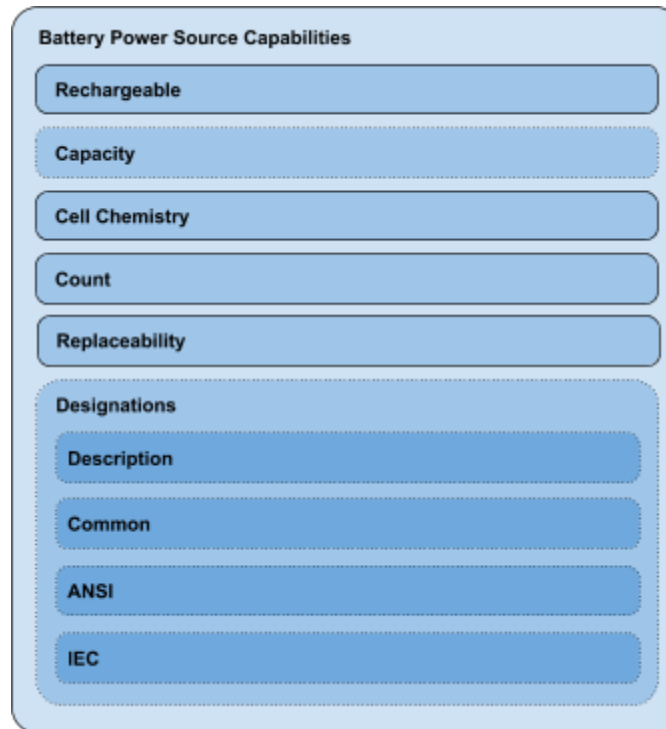 Battery Power Source Capabilities
Rechargeable
Capacity
Cell Chemistry
Count
Replaceability
Designations
Description
Common
ANSI
IEC